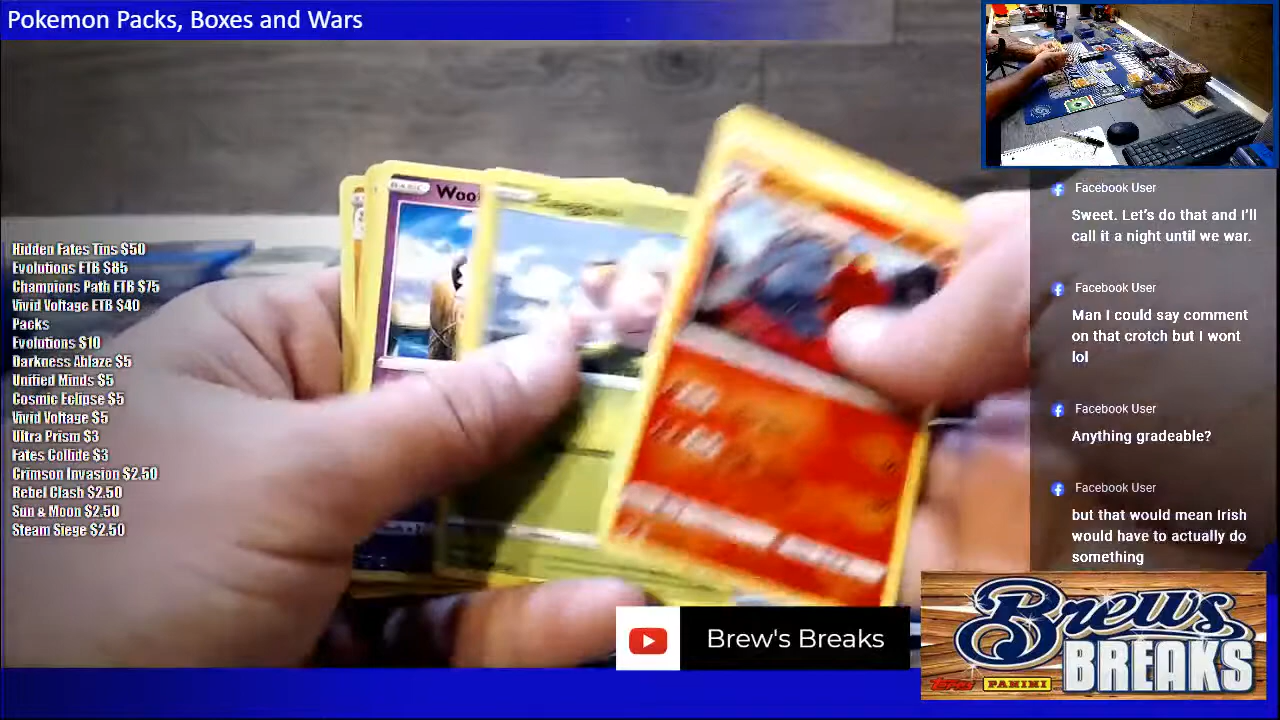 Pokemon Packs, Boxes and Wars
Hidden Fates Tins $50
Evolutions ETB $85
Champions Path ETB $75
Vivid Voltage ETB $40
Packs
Evolutions $10
Darkness Ablaze $5
Unified Minds $5
Cosmic Eclipse $5
Vivid Voltage $5
Ultra Prism $3
Fates Collide $3
Crimson Invasion $2.50
Rebel Clash $2.50
Sun & Moon $2.50
Steam Siege $2.50
BASIC
Woo
Facebook User
Sweet. Let's do that and I'll
call it a night until we war.
Facebook User
Man I could say comment
on that crotch but I wont
lol
Facebook User
Anything gradeable?
Facebook User
but that would mean Irish
would have to actually do
something
Brew's Breaks
Brew's
BREAKS
Topps PANINI